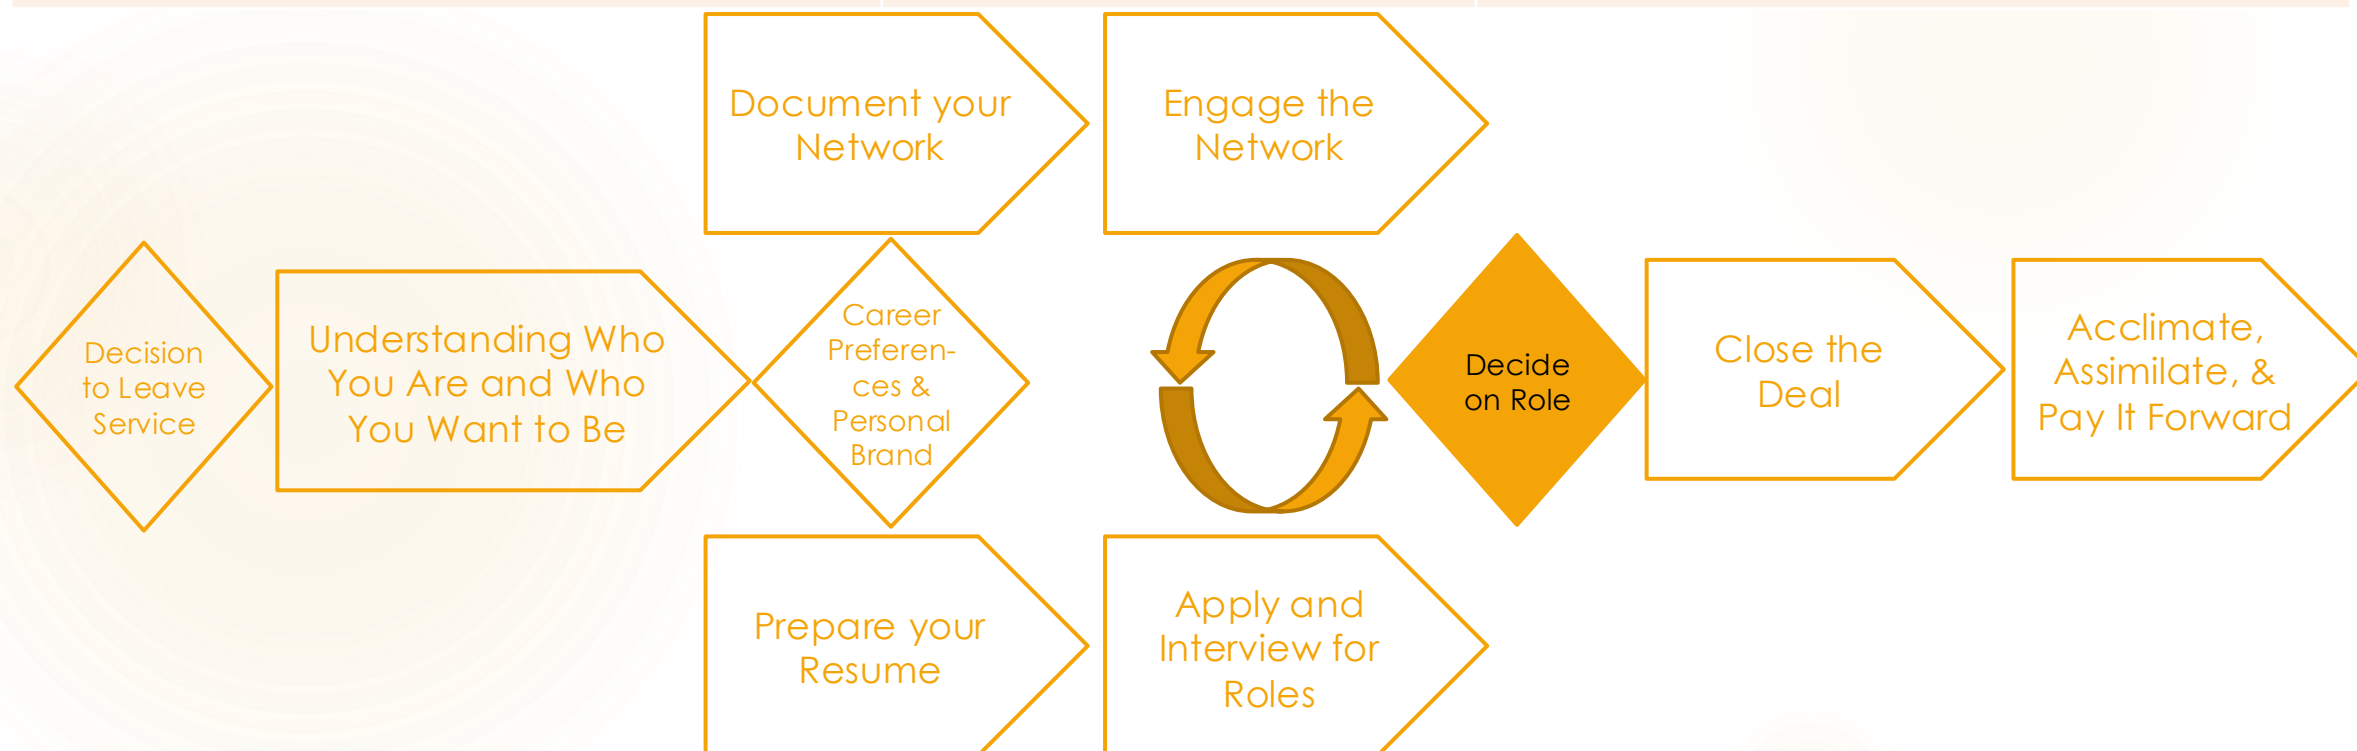 Document your
Network
Engage the
Network
Decision
to Leave
Service
Understanding Who
You Are and Who
You Want to Be
Career
Preferen-
ces &
Personal
Brand
Decide
on Role
Close the
Deal
Acclimate,
Assimilate, &
Pay It Forward
Prepare your
Resume
Apply and
Interview for
Roles